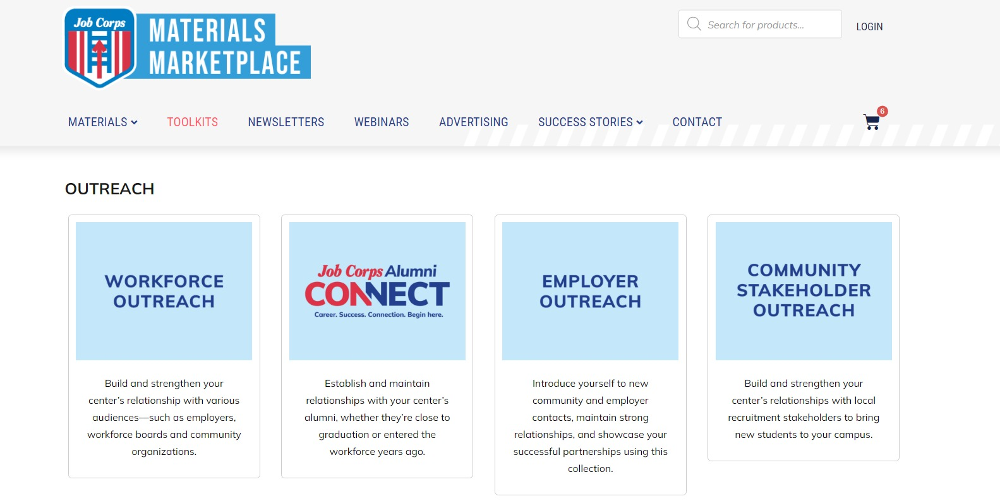 Job Corps
MATERIALS
MARKETPLACE
Search for products...
LOGIN
MATERIALS
TOOLKITS
NEWSLETTERS
WEBINARS
ADVERTISING
SUCCESS STORIES
CONTACT
6
OUTREACH
WORKFORCE
OUTREACH
Build and strengthen your
center’s relationship with various
audiences—such as employers,
workforce boards and community
organizations.
Job Corps Alumni
CONNECT
Career. Success. Connection. Begin here.
Establish and maintain
relationships with your center’s
alumni, whether they’re close to
graduation or entered the
workforce years ago.
EMPLOYER
OUTREACH
Introduce yourself to new
community and employer
contacts, maintain strong
relationships, and showcase your
successful partnerships using this
collection.
COMMUNITY
STAKEHOLDER
OUTREACH
Build and strengthen your
center’s relationships with local
recruitment stakeholders to bring
new students to your campus.